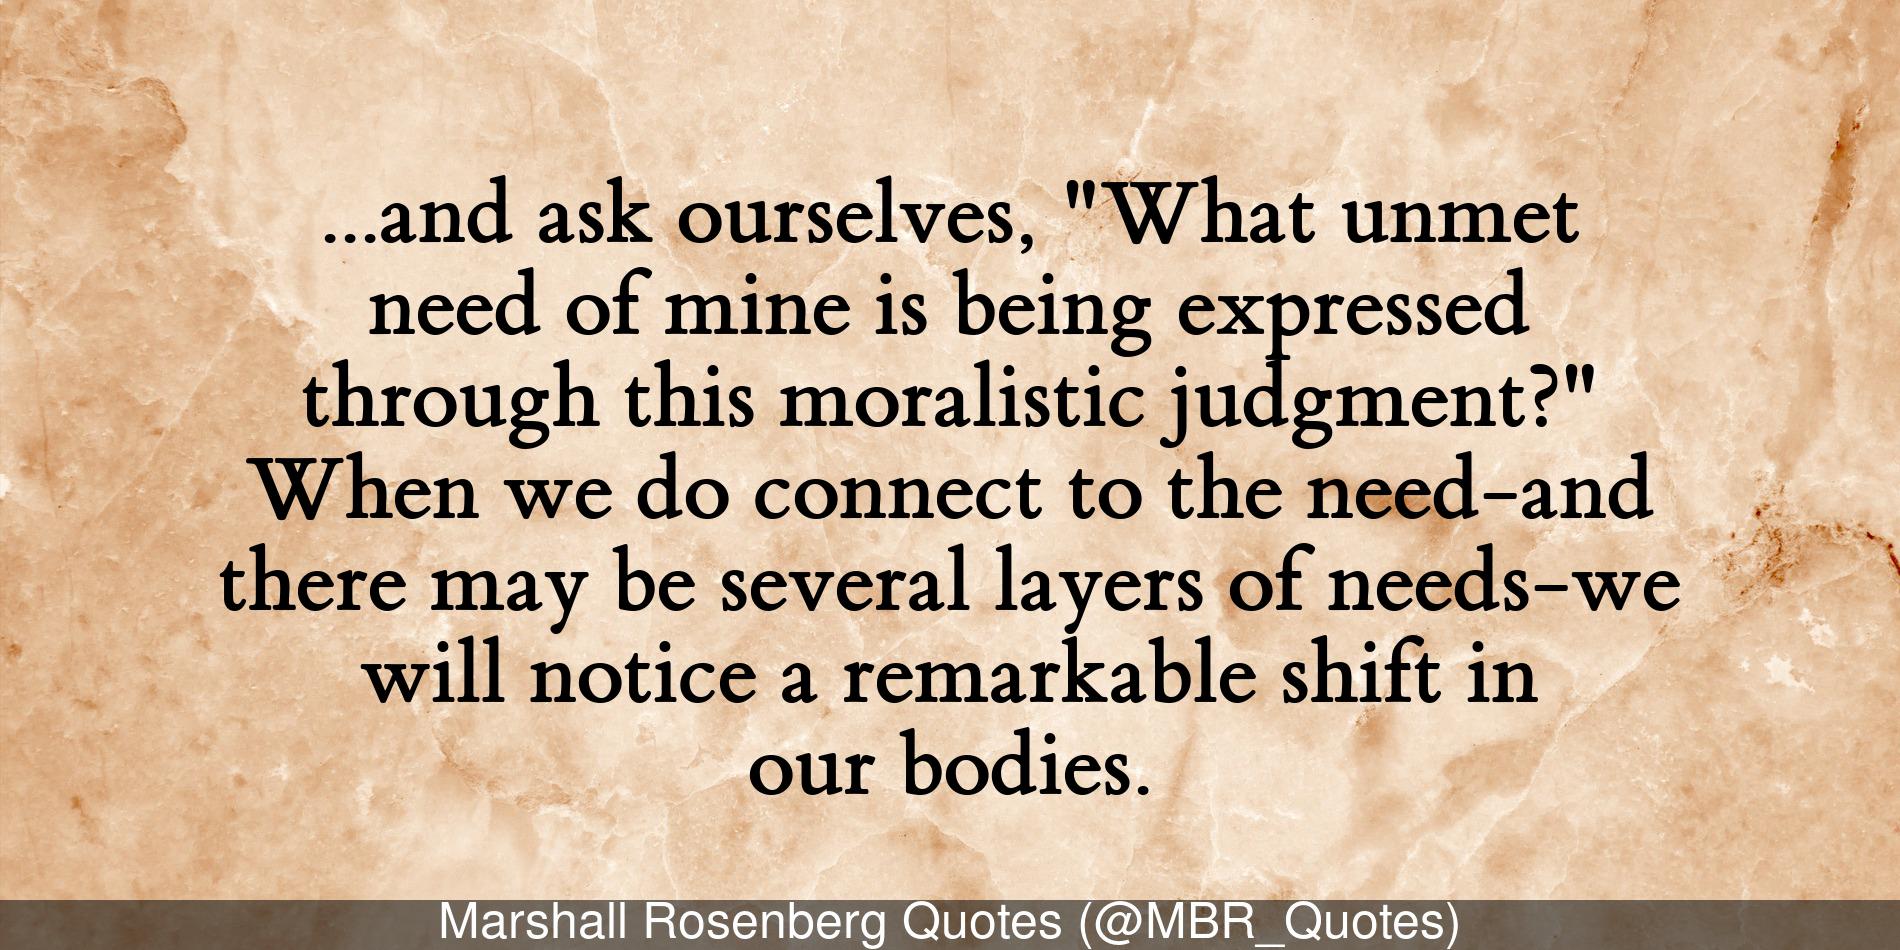 ...and ask ourselves, "What unmet
need of mine is being expressed
through this moralistic judgment?"
When we do connect to the need-and
there may be several layers of needs-we
will notice a remarkable shift in
our bodies.
Marshall Rosenberg Quotes (@MBR_Quotes)